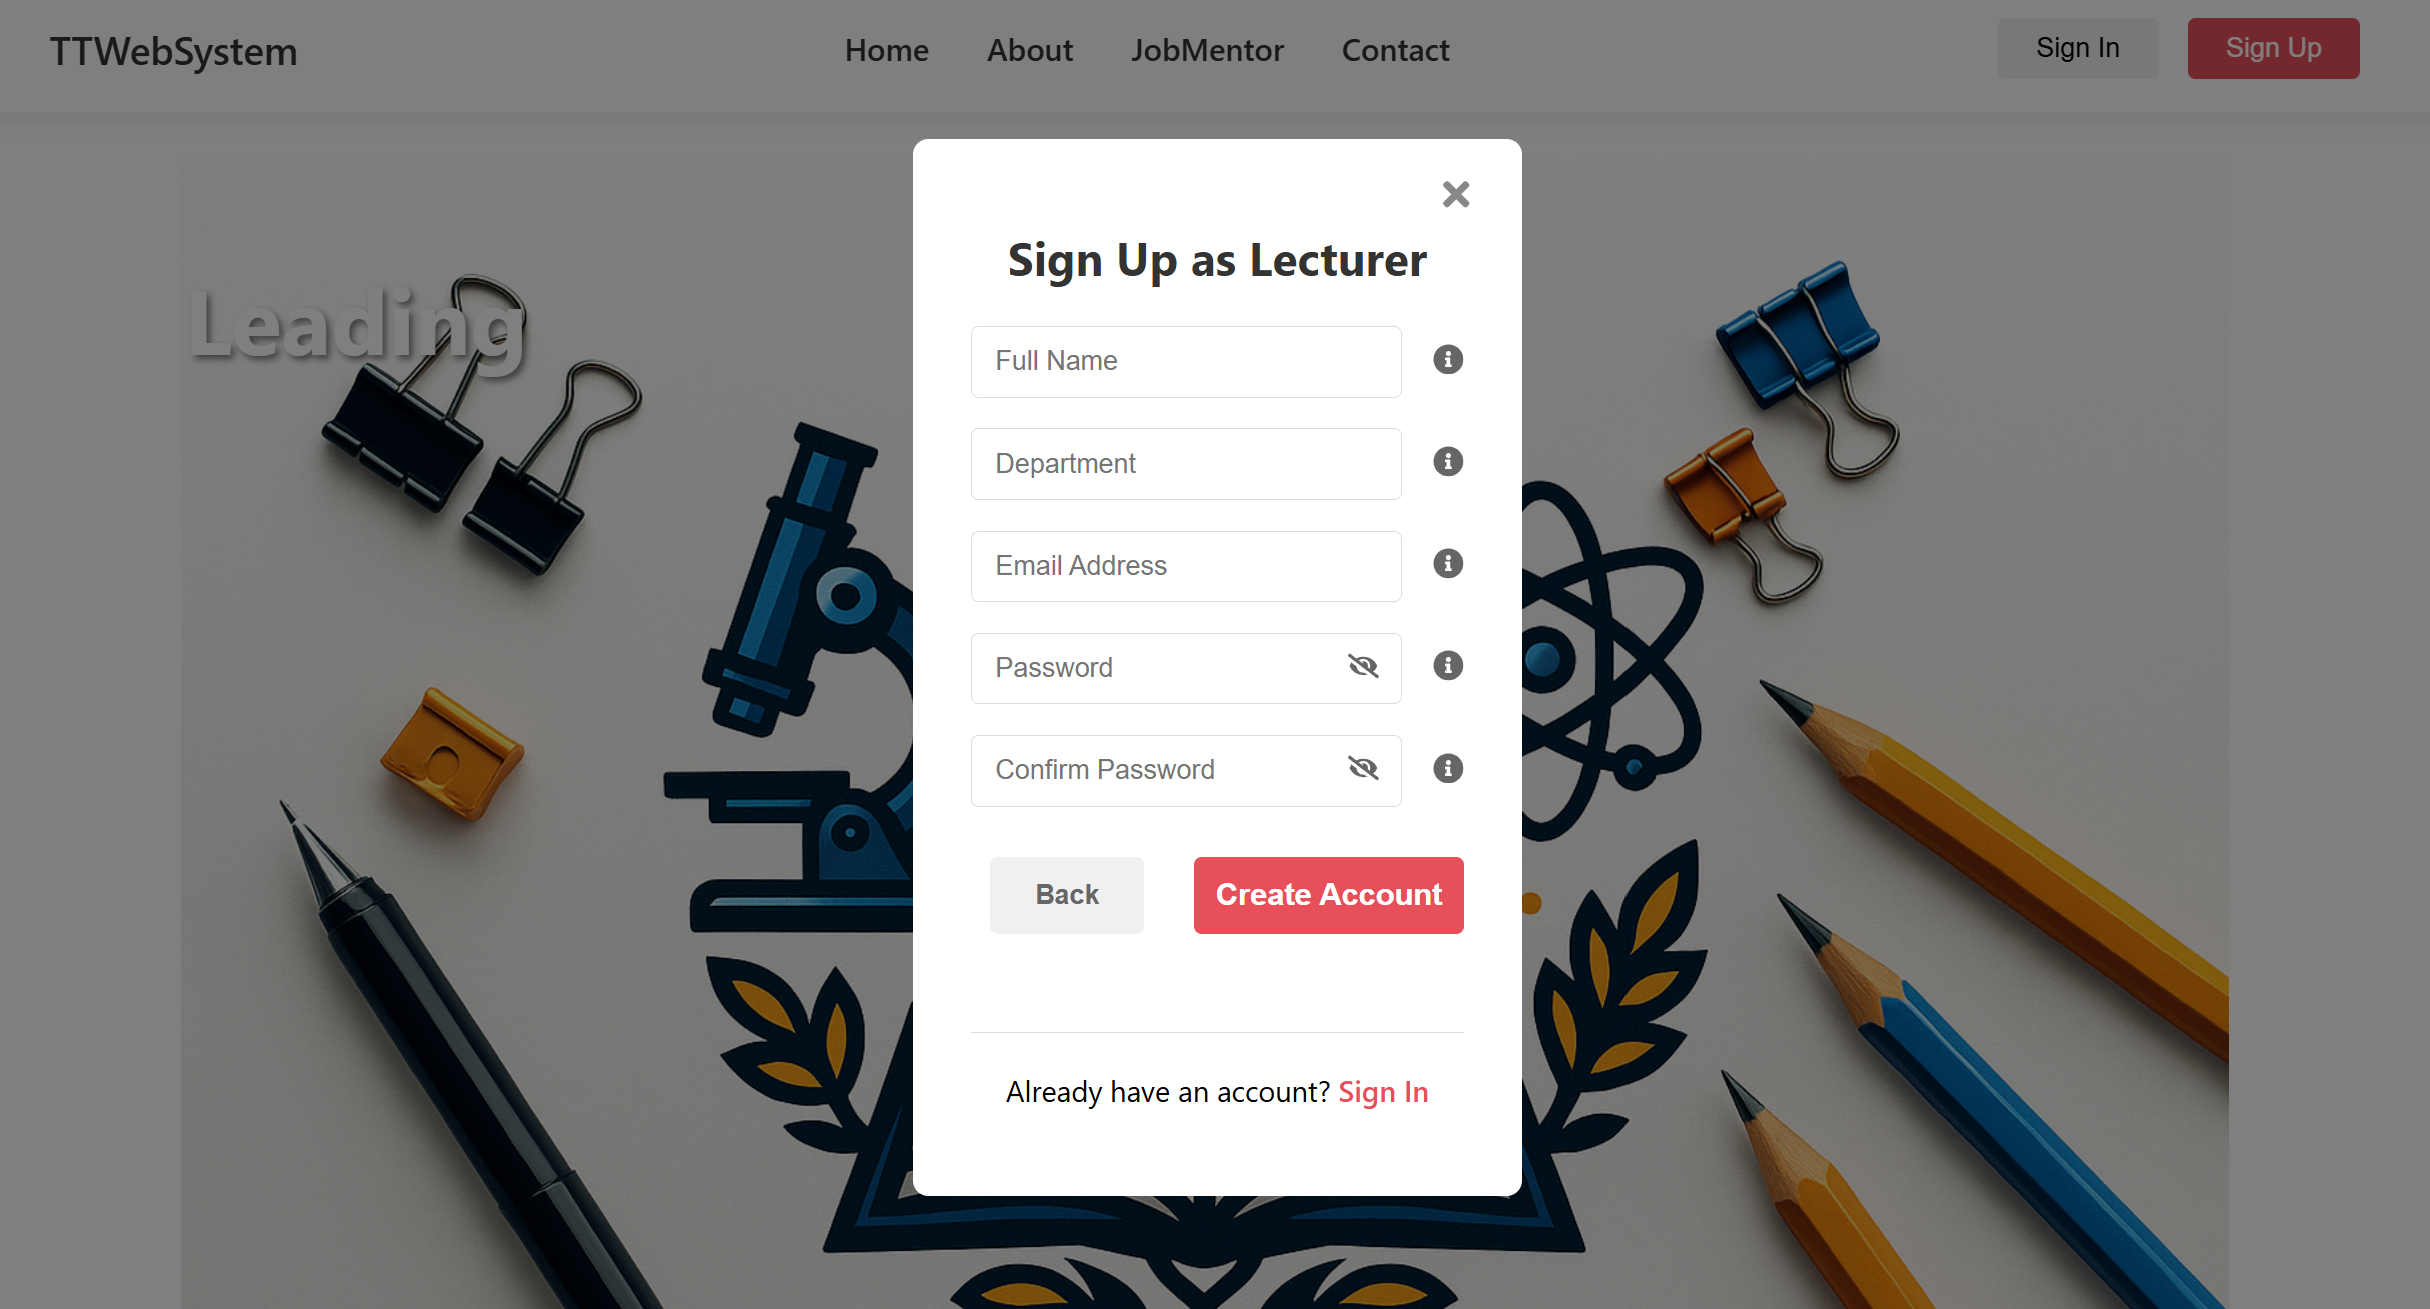 TTWebSystem
Home
About
JobMentor
Contact
Sign In
Sign Up
Leading
Sign Up as Lecturer
Full Name
Department
Email Address
Password
Confirm Password
Back
Create Account
Already have an account? Sign In